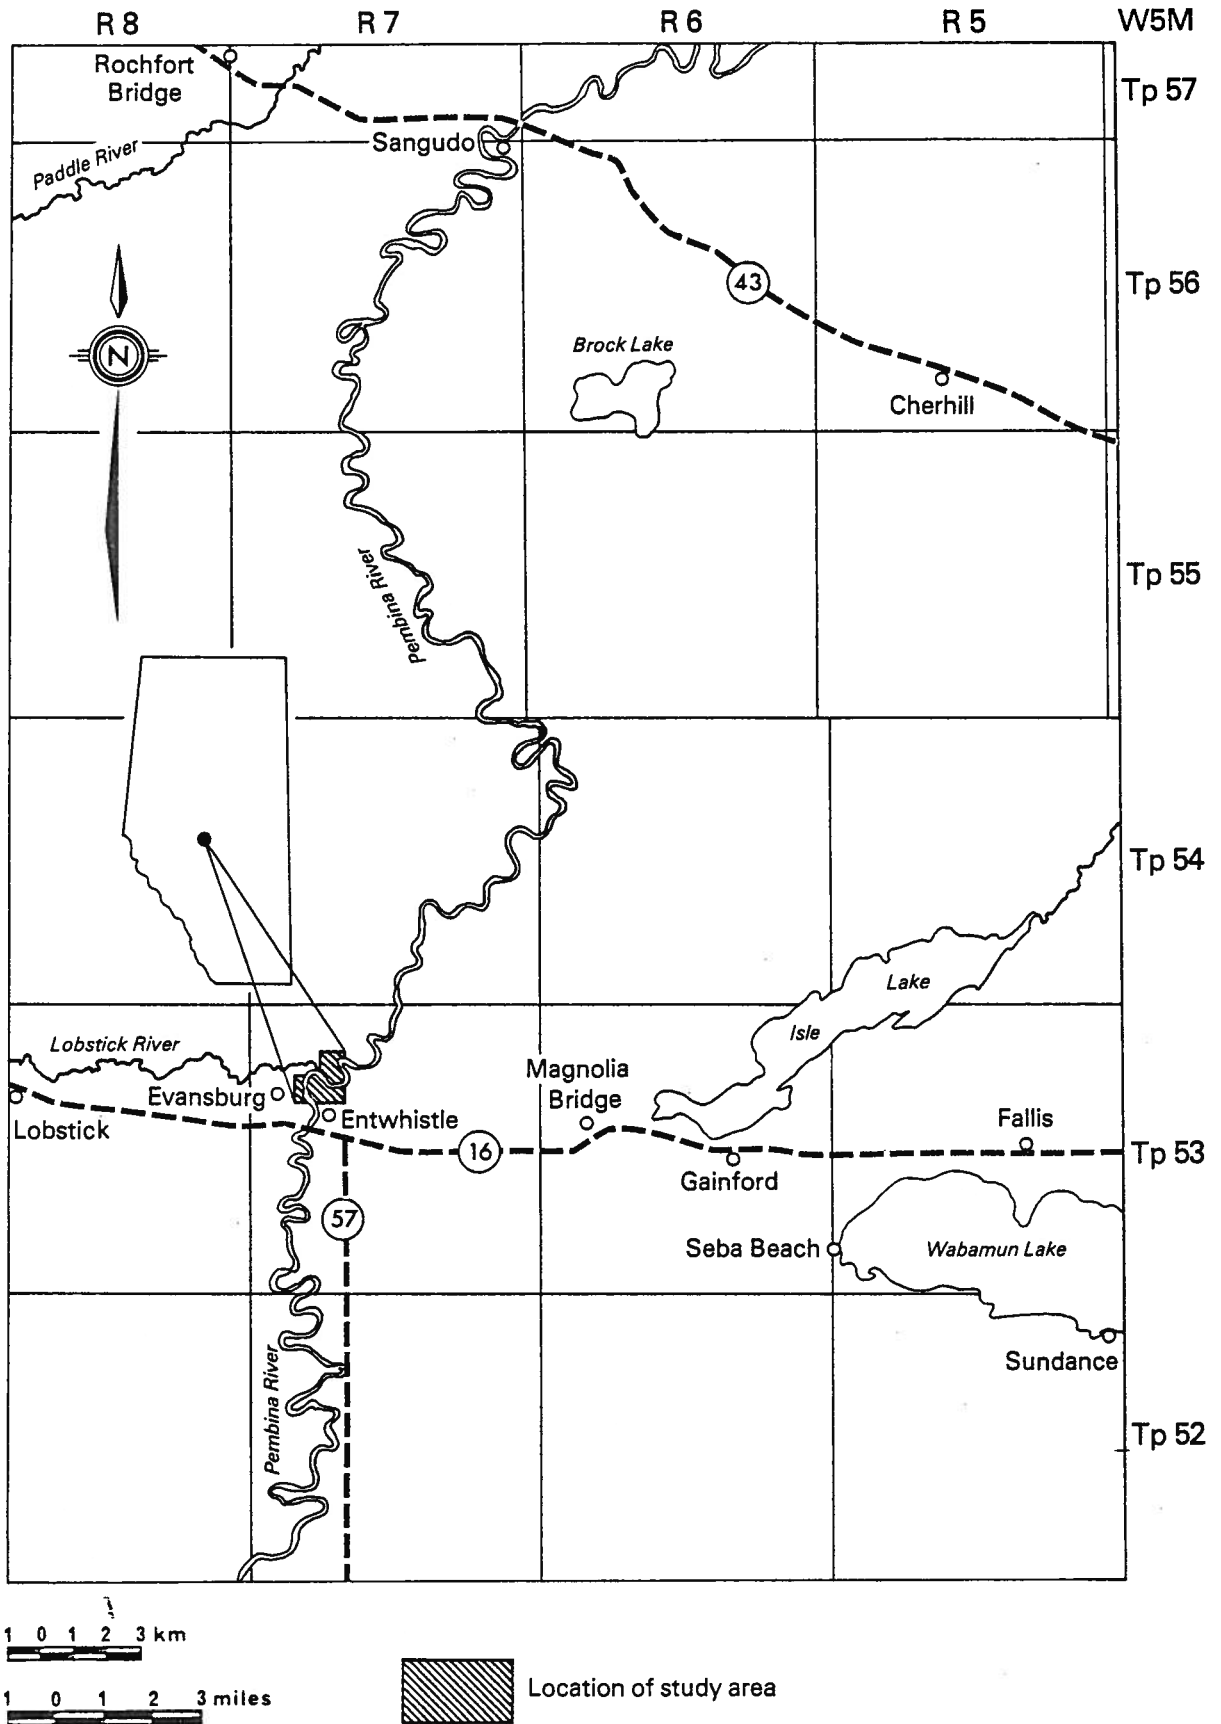 R 8 R 7 R 6 R 5 W5M
Rochfort
Bridge
Tp 57
Sangudo
Paddle River
43
Tp 56
N
Brock Lake
Cherhill
Pembina River
Tp 55
Tp 54
Lake
Isle
Lobstick River
Magnolia
Bridge
Evansburg
Entwhistle
Lobstick
Fallis
16
Tp 53
Gainford
57
Seba Beach
Wabamun Lake
Pembina River
Sundance
Tp 52
1 0 1 2 3 km
1 0 1 2 3 miles
Location of study area